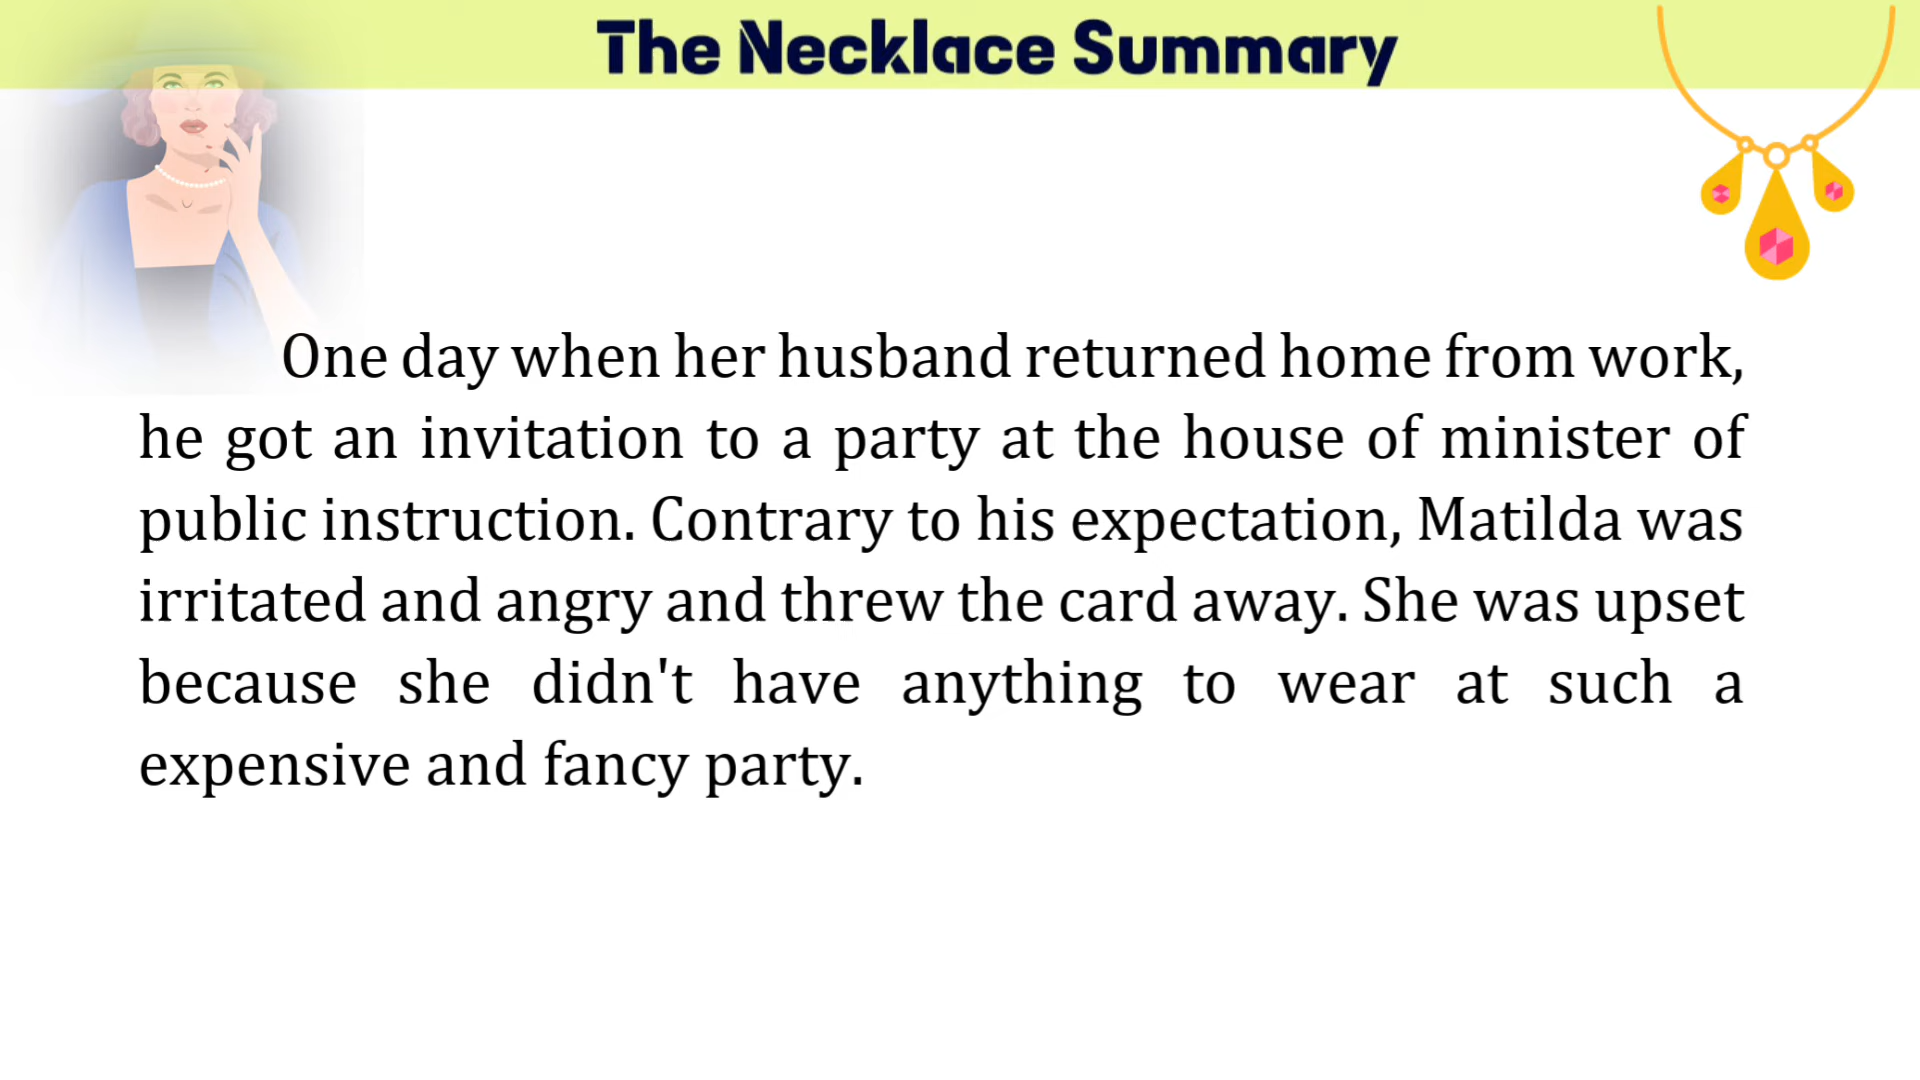 The Necklace Summary
One day when her husband returned home from work,
he got an invitation to a party at the house of minister of
public instruction. Contrary to his expectation, Matilda was
irritated and angry and threw the card away. She was upset
because she didn't have anything to wear at such a
expensive and fancy party.